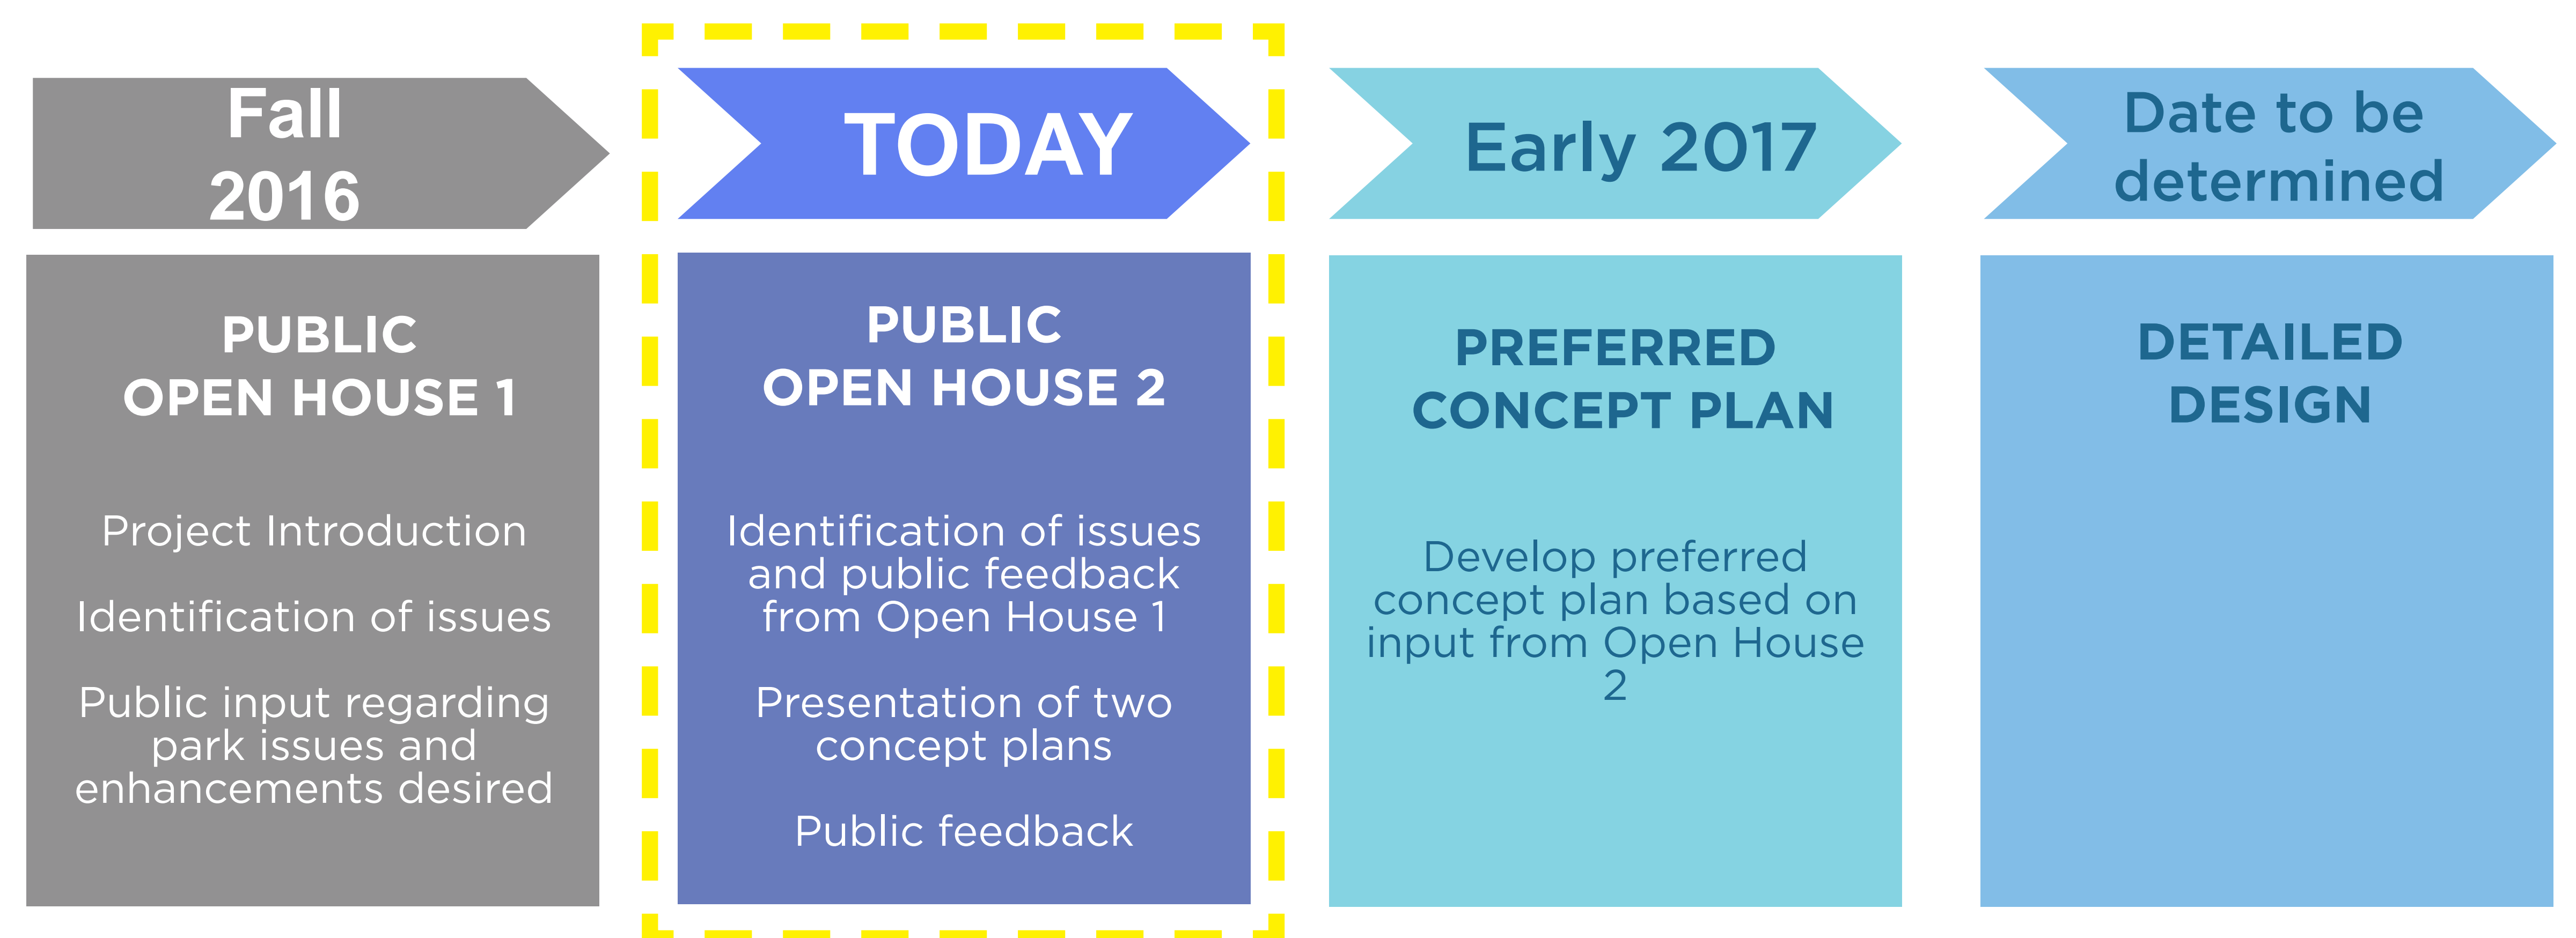 Fall
2016
PUBLIC
OPEN HOUSE 1
Project Introduction
Identification of issues
Public input regarding
park issues and
enhancements desired
TODAY
PUBLIC
OPEN HOUSE 2
Identification of issues
and public feedback
from Open House 1
Presentation of two
concept plans
Public feedback
Early 2017
PREFERRED
CONCEPT PLAN
Develop preferred
concept plan based on
input from Open House
2
Date to be
determined
DETAILED
DESIGN